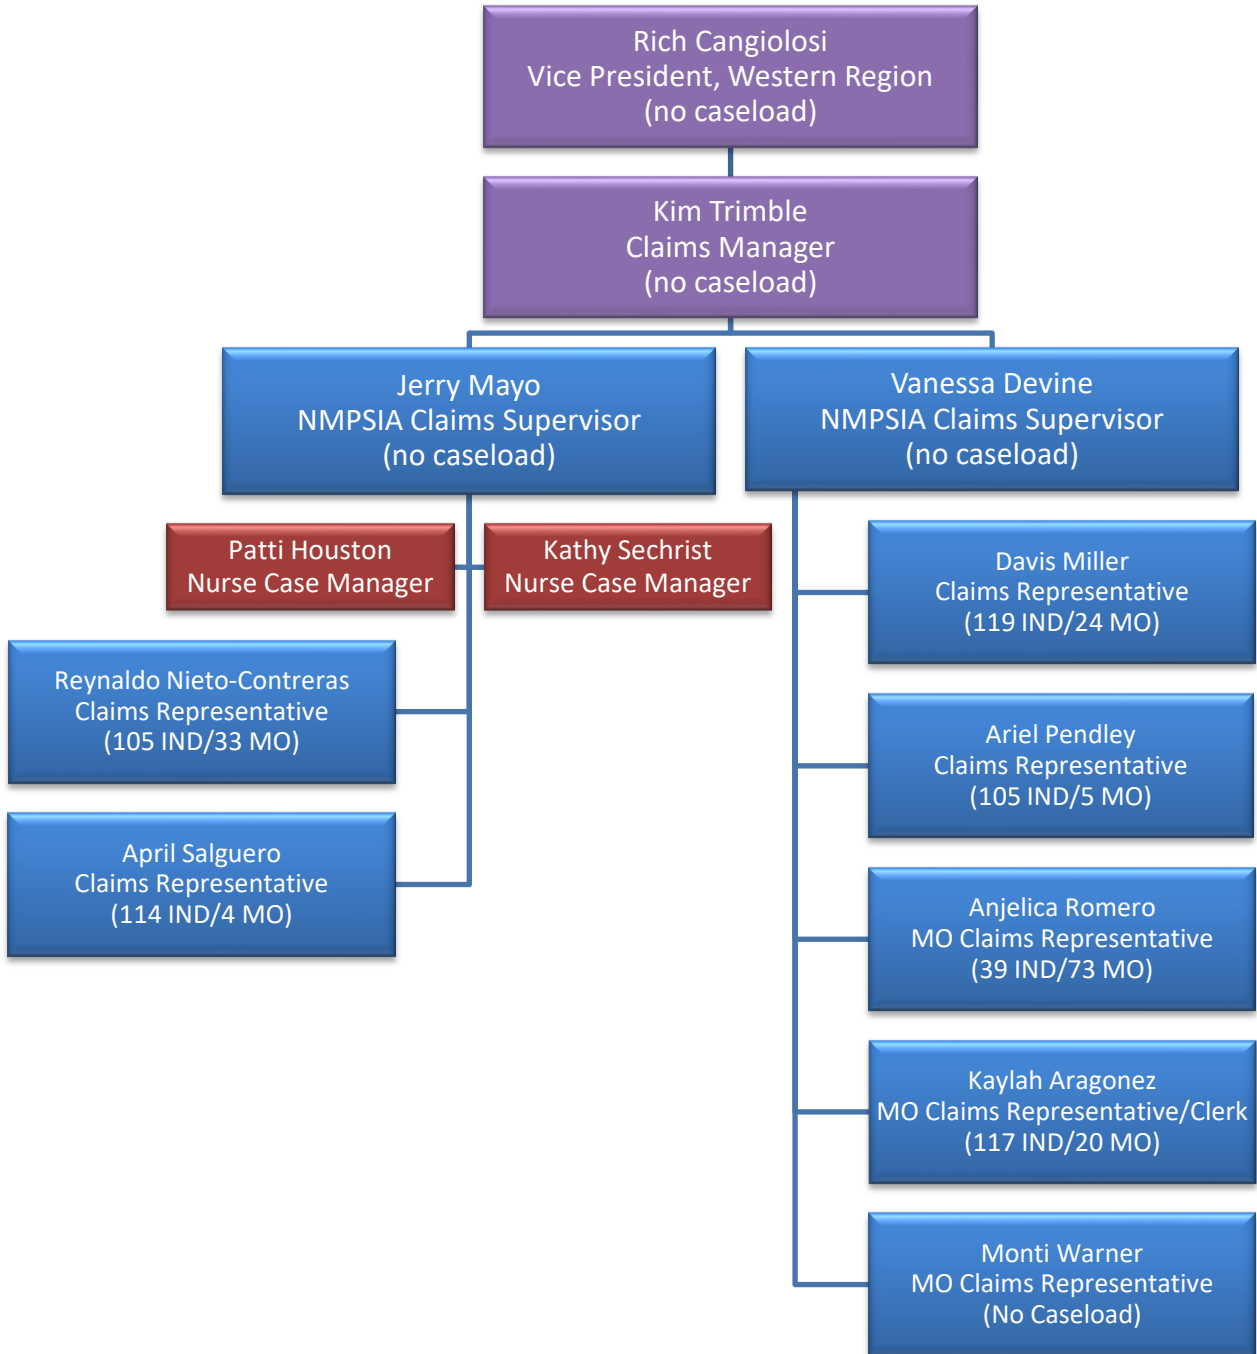 Rich Cangiolosi
Vice President, Western Region
(no caseload)
Kim Trimble
Claims Manager
(no caseload)
Jerry Mayo
NMPSIA Claims Supervisor
(no caseload)
Vanessa Devine
NMPSIA Claims Supervisor
(no caseload)
Patti Houston
Nurse Case Manager
Kathy Sechrist
Nurse Case Manager
Reynaldo Nieto-Contreras
Claims Representative
(105 IND/33 MO)
April Salguero
Claims Representative
(114 IND/4 MO)
Davis Miller
Claims Representative
(119 IND/24 MO)
Ariel Pendley
Claims Representative
(105 IND/5 MO)
Anjelica Romero
MO Claims Representative
(39 IND/73 MO)
Kaylah Aragonez
MO Claims Representative/Clerk
(117 IND/20 MO)
Monti Warner
MO Claims Representative
(No Caseload)